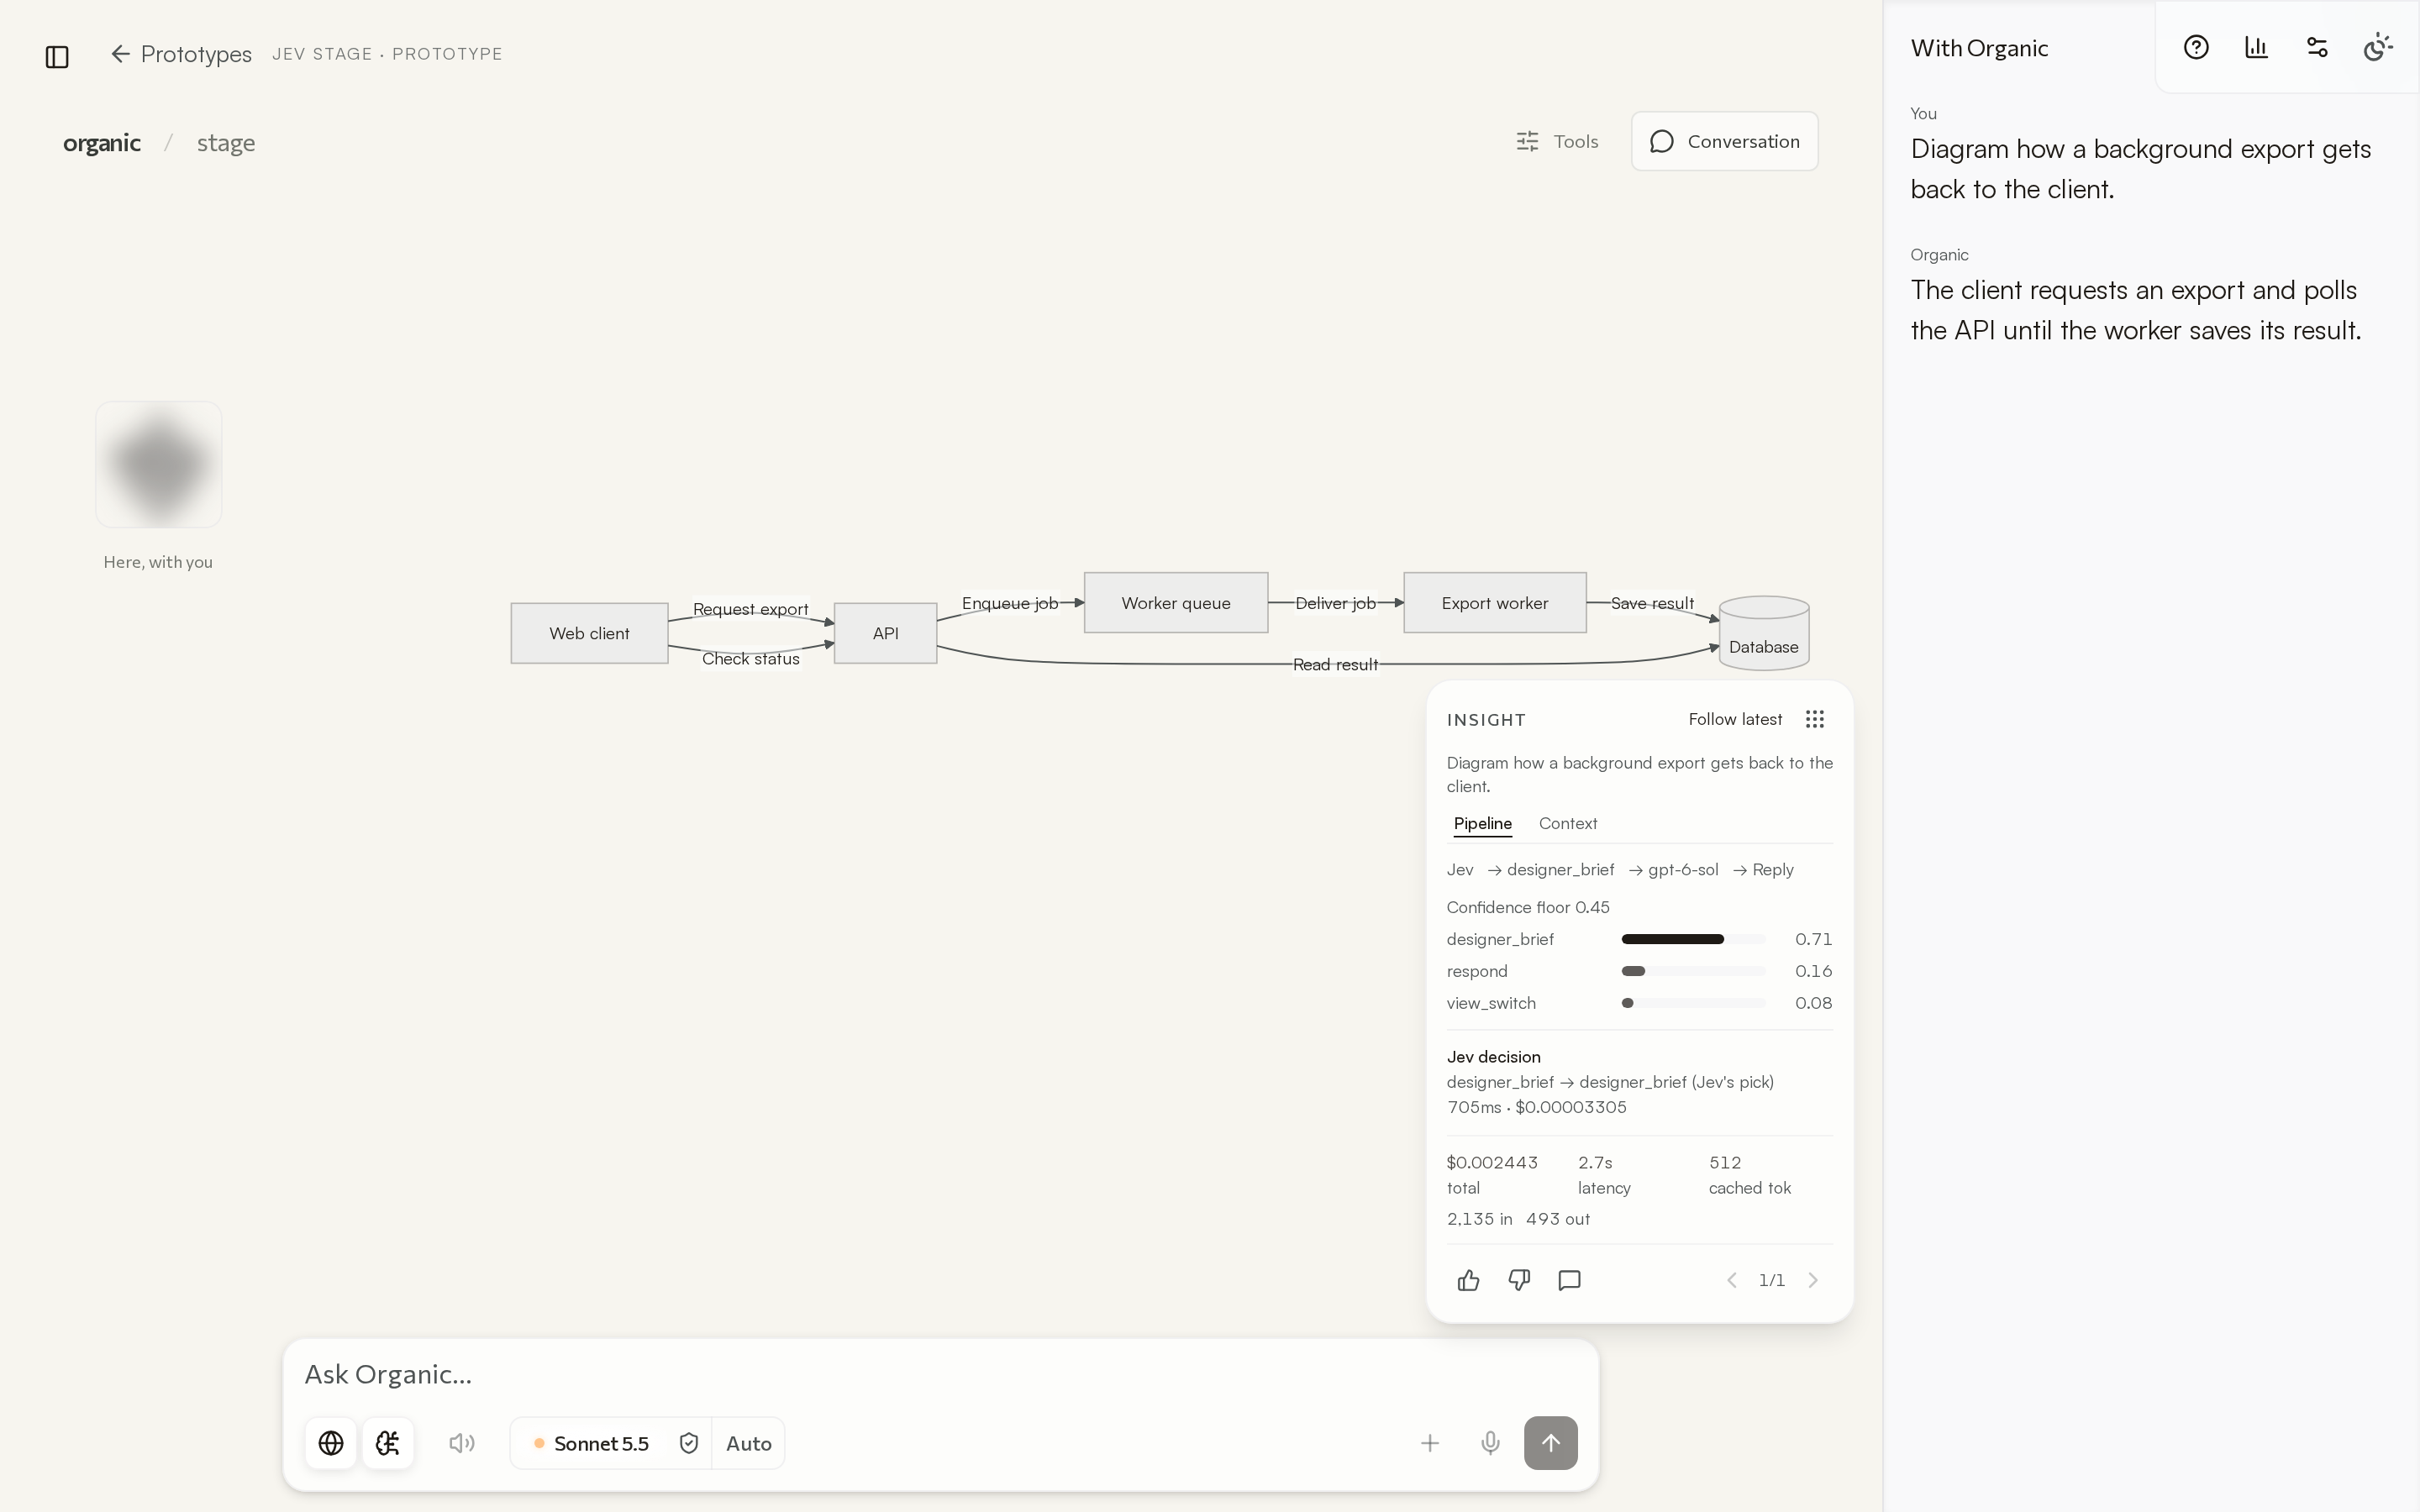 Prototypes
JEV STAGE · PROTOTYPE
organic / stage
Tools
Conversation
Here, with you
Web client
Request export
Check status
API
Enqueue job
Worker queue
Deliver job
Export worker
Save result
Read result
Database
INSIGHT
Follow latest
Diagram how a background export gets back to the
client.
Pipeline
Context
Jev → designer_brief → gpt-6-sol → Reply
Confidence floor 0.45
designer_brief 0.71
respond 0.16
view_switch 0.08
Jev decision
designer_brief → designer_brief (Jev's pick)
705ms · $0.00003305
$0.002443 2.7s 512
total latency cached tok
2,135 in 493 out
1/1
Ask Organic...
Sonnet 5.5
Auto
With Organic
You
Diagram how a background export gets
back to the client.
Organic
The client requests an export and polls
the API until the worker saves its result.